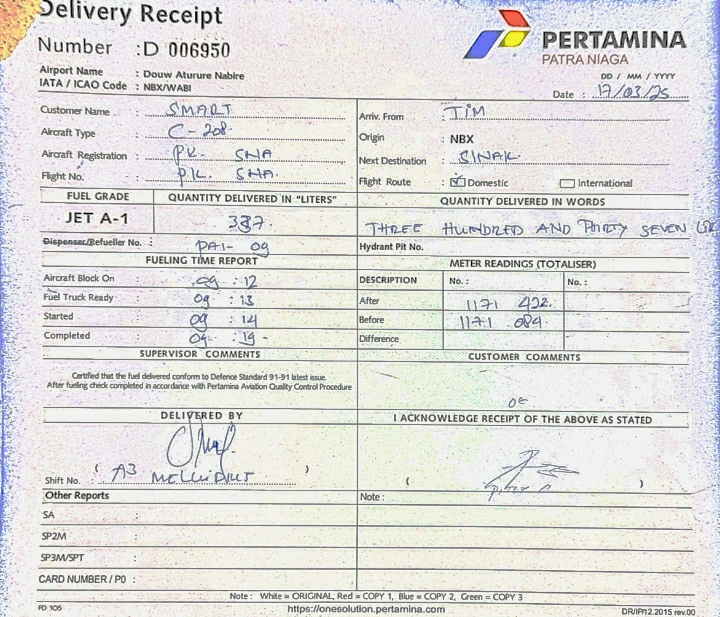 Delivery Receipt
Number : D 006950
PERTAMINA
PATRA NIAGA
Airport Name : Douw Aturure Nabire
IATA / ICAO Code : NBX/WABI
DD / MM / YYYY
Date : 17/03/25
Customer Name : SMART
Arriv. From : TIM
Aircraft Type : C-208
Origin : NBX
Aircraft Registration : PK. SNA
Next Destination : SINAK
Flight No. : PK. SNA.
Flight Route : Domestic International
FUEL GRADE QUANTITY DELIVERED IN "LITERS" QUANTITY DELIVERED IN WORDS
JET A-1 337. THREE HUNDRED AND THIRTY SEVEN
Dispenser/Refueller No. : PAI- 09 Hydrant Pit No.
FUELING TIME REPORT METER READINGS (TOTALISER)
Aircraft Block On : 09 : 12
DESCRIPTION No. : No. :
Fuel Truck Ready : 09 : 13
After 1171 422.
Started : 09 : 14
Before 1171 084.
Completed : 09 : 19 -
Difference
SUPERVISOR COMMENTS CUSTOMER COMMENTS
Certified that the fuel delivered conform to Defence Standard 91-91 latest issue.
After fueling check completed in accordance with Pertamina Aviation Quality Control Procedure
DELIVERED BY I ACKNOWLEDGE RECEIPT OF THE ABOVE AS STATED
Shift No. ( A3 )
( )
Other Reports Note :
SA :
SP2M :
SP3M/SPT :
CARD NUMBER / P0 :
Note : White = ORIGINAL, Red = COPY 1, Blue = COPY 2, Green = COPY 3
FD 105 https://onesolution.pertamina.com DR/IP/12.2015 rev.00